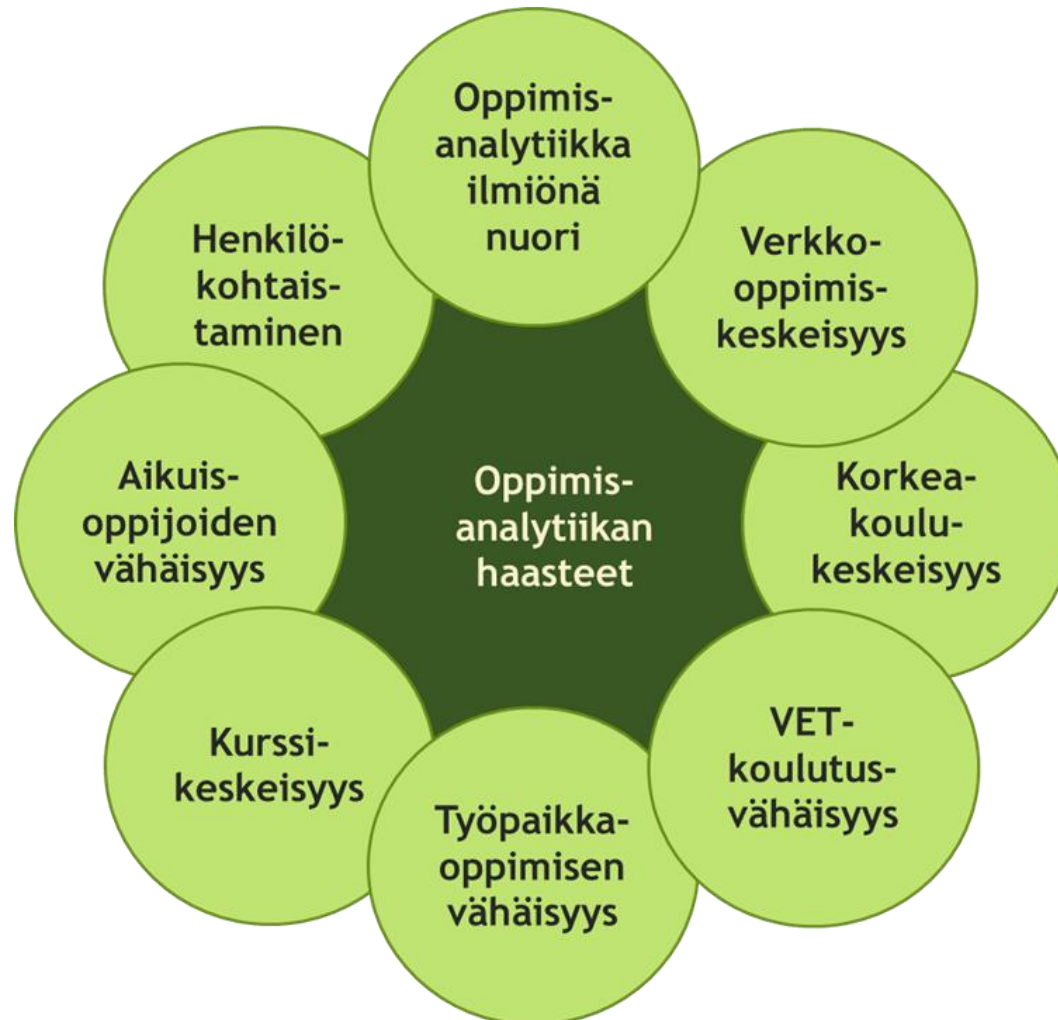 Oppimis-
analytiikka
ilmiönä
nuori
Verkko-
oppimis-
keskeisyys
Korkea-
koulu-
keskeisyys
VET-
koulutus-
vähäisyys
Työpaikka-
oppimisen
vähäisyys
Kurssi-
keskeisyys
Aikuis-
oppijoiden
vähäisyys
Henkilö-
kohtais-
taminen
Oppimis-
analytiikan
haasteet